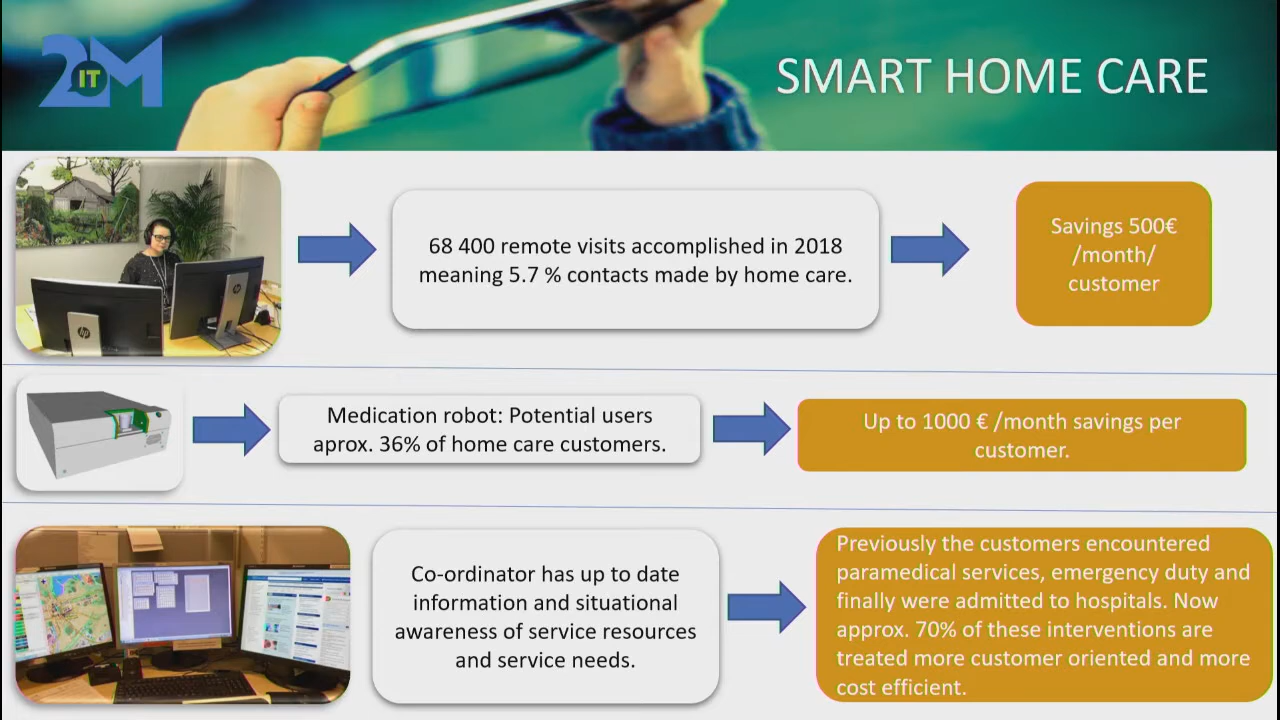 2M
IT
SMART HOME CARE
68 400 remote visits accomplished in 2018
meaning 5.7 % contacts made by home care.
Savings 500€
/month/
customer
Medication robot: Potential users
aprox. 36% of home care customers.
Up to 1000 € /month savings per
customer.
Co-ordinator has up to date
information and situational
awareness of service resources
and service needs.
Previously the customers encountered
paramedical services, emergency duty and
finally were admitted to hospitals. Now
approx. 70% of these interventions are
treated more customer oriented and more
cost efficient.